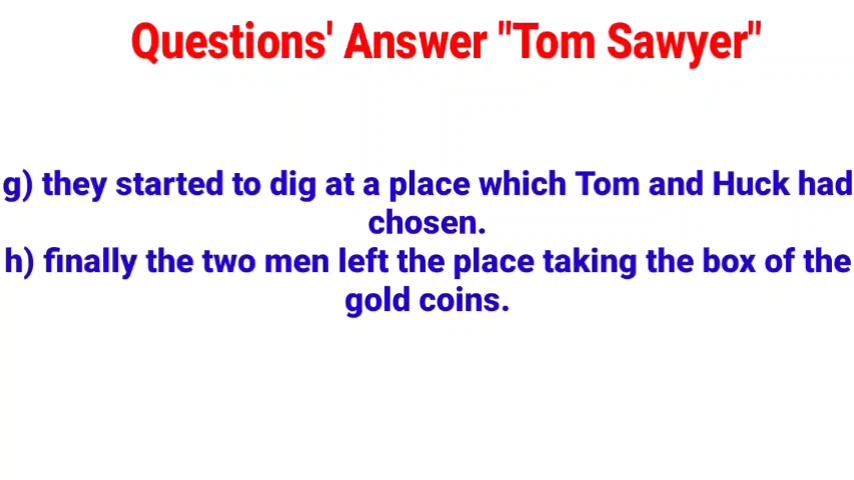 Questions' Answer "Tom Sawyer"
g) they started to dig at a place which Tom and Huck had
chosen.
h) finally the two men left the place taking the box of the
gold coins.